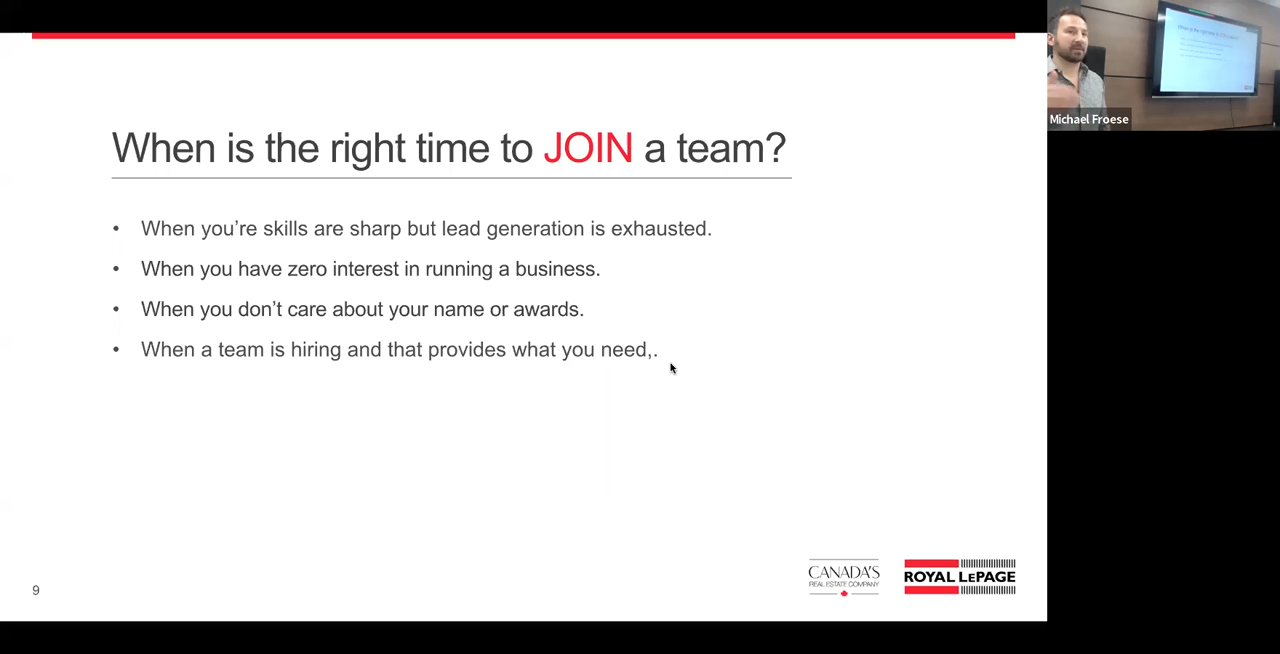 When is the right time to JOIN a team?
• When you’re skills are sharp but lead generation is exhausted.
• When you have zero interest in running a business.
• When you don’t care about your name or awards.
• When a team is hiring and that provides what you need,.
9
CANADA'S
REAL ESTATE COMPANY
ROYAL LEPAGE
Michael Froese